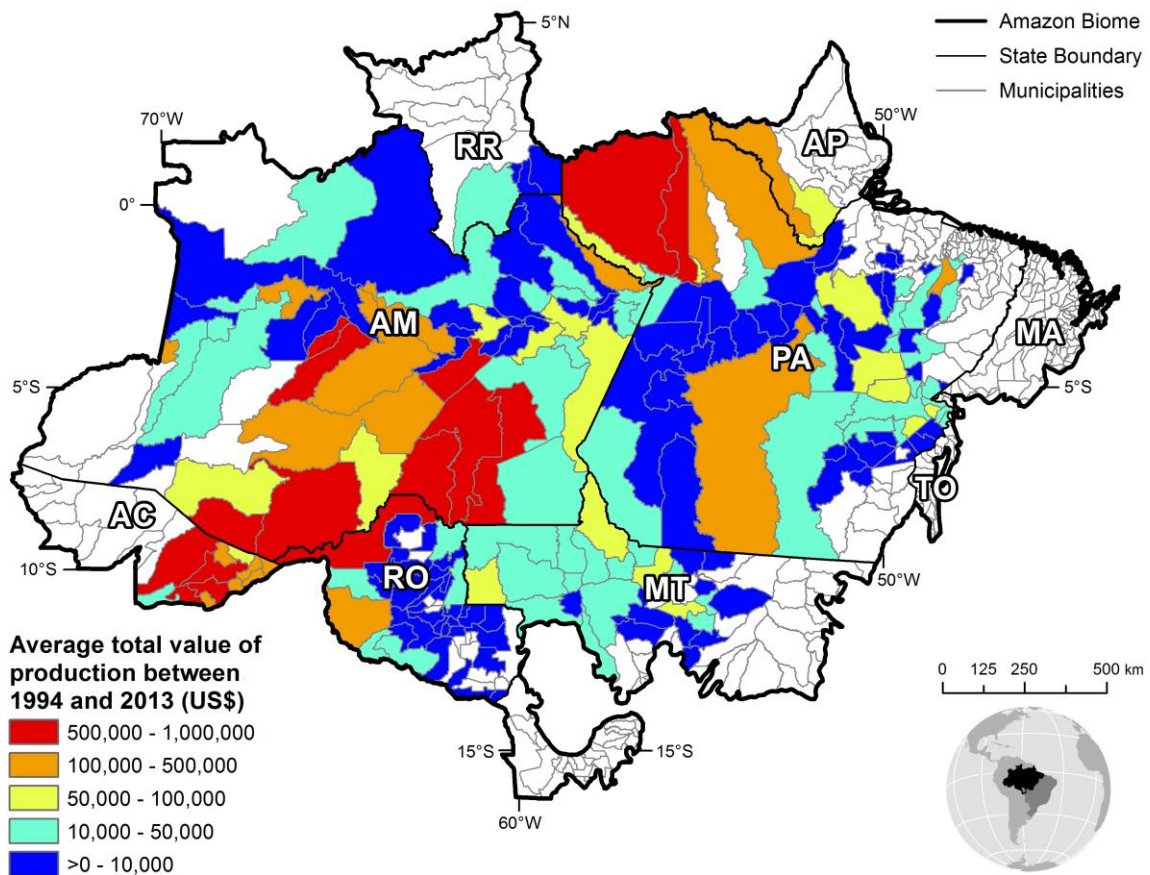 5°N
Amazon Biome
State Boundary
Municipalities
70°W
50°W
RR
AP
0°
AM
PA
MA
5°S
5°S
AC
TO
10°S
50°W
RO
MT
Average total value of
production between
1994 and 2013 (US$)
500,000 - 1,000,000
100,000 - 500,000
50,000 - 100,000
10,000 - 50,000
>0 - 10,000
0 125 250 500 km
15°S
15°S
60°W